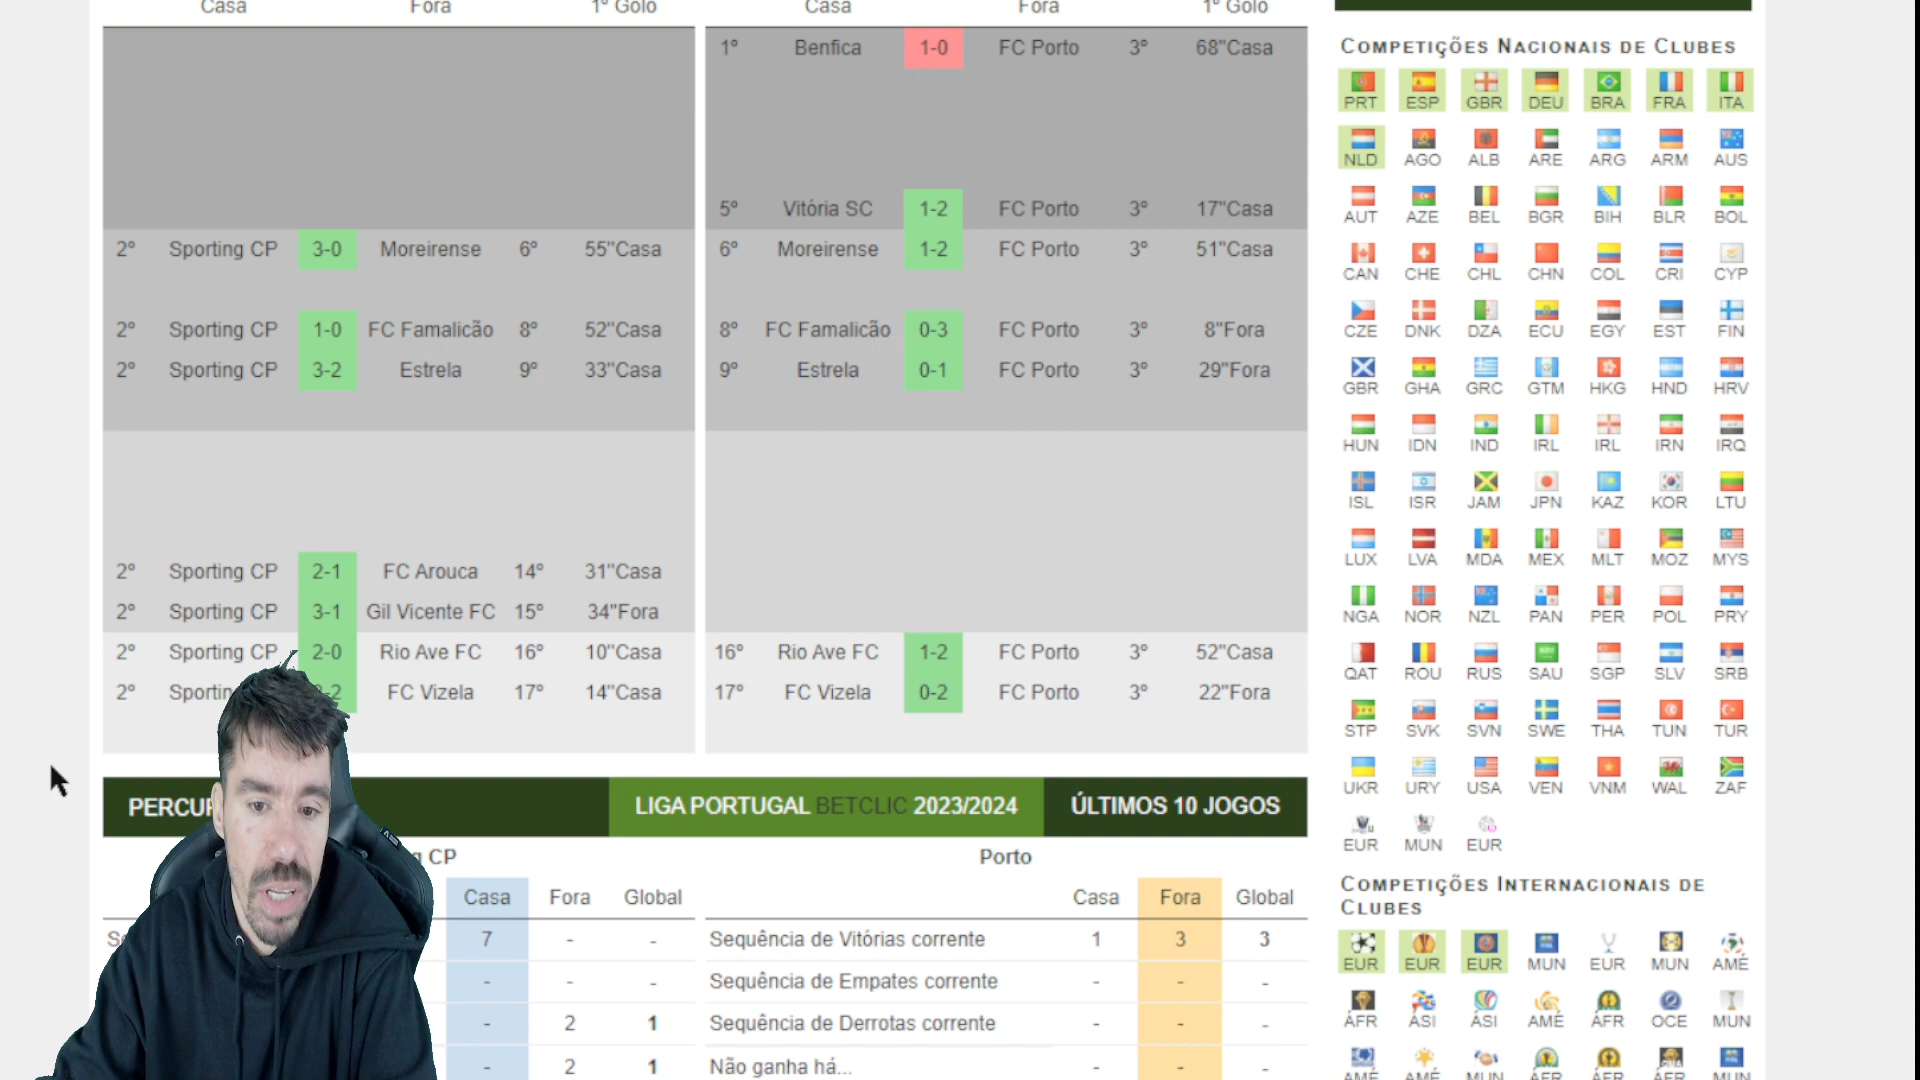 Casa Fora 1º Golo
Casa Fora 1º Golo
1º Benfica 1-0 FC Porto 3º 68"Casa
5º Vitória SC 1-2 FC Porto 3º 17"Casa
2º Sporting CP 3-0 Moreirense 6º 55"Casa
6º Moreirense 1-2 FC Porto 3º 51"Casa
2º Sporting CP 1-0 FC Famalicão 8º 52"Casa
8º FC Famalicão 0-3 FC Porto 3º 8"Fora
2º Sporting CP 3-2 Estrela 9º 33"Casa
9º Estrela 0-1 FC Porto 3º 29"Fora
2º Sporting CP 2-1 FC Arouca 14º 31"Casa
2º Sporting CP 3-1 Gil Vicente FC 15º 34"Fora
2º Sporting CP 2-0 Rio Ave FC 16º 10"Casa
16º Rio Ave FC 1-2 FC Porto 3º 52"Casa
2º -2 FC Vizela 17º 14"Casa
17º FC Vizela 0-2 FC Porto 3º 22"Fora
LIGA PORTUGAL BETCLIC 2023/2024 ÚLTIMOS 10 JOGOS
CP Porto
Casa Fora Global
Casa Fora Global
7 - -
Sequência de Vitórias corrente 1 3 3
- - -
Sequência de Empates corrente - - -
- 2 1
Sequência de Derrotas corrente - - -
- 2 1
Não ganha há... - - -
COMPETIÇÕES NACIONAIS DE CLUBES
PRT ESP GBR DEU BRA FRA ITA
NLD AGO ALB ARE ARG ARM AUS
AUT AZE BEL BGR BIH BLR BOL
CAN CHE CHL CHN COL CRI CYP
CZE DNK DZA ECU EGY EST FIN
GBR GHA GRC GTM HKG HND HRV
HUN IDN IND IRL IRL IRN IRQ
ISL ISR JAM JPN KAZ KOR LTU
LUX LVA MDA MEX MLT MOZ MYS
NGA NOR NZL PAN PER POL PRY
QAT ROU RUS SAU SGP SLV SRB
STP SVK SVN SWE THA TUN TUR
UKR URY USA VEN VNM WAL ZAF
EUR MUN EUR
COMPETIÇÕES INTERNACIONAIS DE
CLUBES
EUR EUR EUR MUN EUR MUN AMÉ
ÁFR ÁSI ÁSI AMÉ ÁFR OCE MUN
AMÉ AMÉ MUN ÁFR ÁFR ÁFR MUN